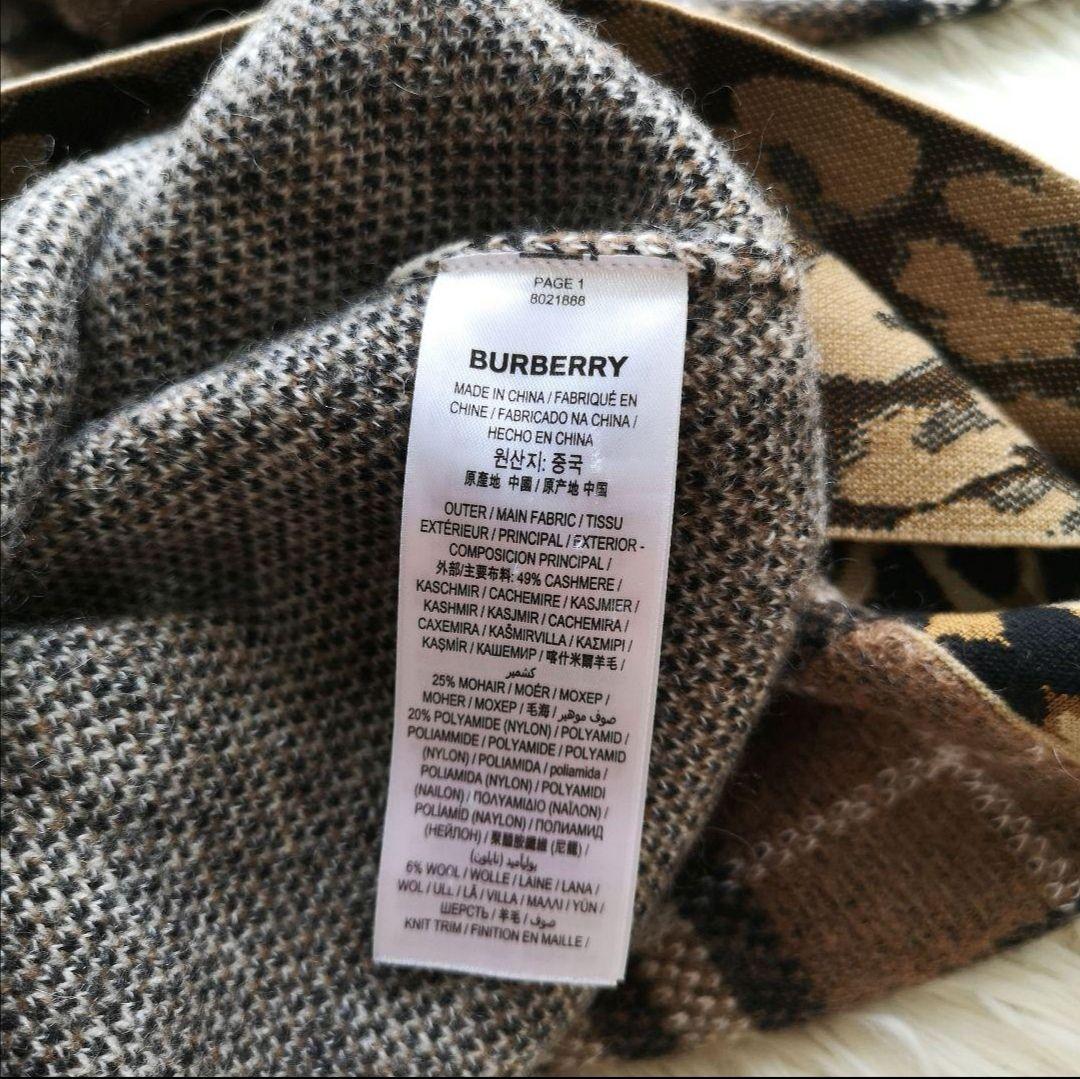 PAGE 1
8021888
BURBERRY
MADE IN CHINA / FABRIQUÉ EN
CHINE / FABRICADO NA CHINA /
HECHO EN CHINA
원산지: 중국
原產地 中國 / 原产地 中国
OUTER / MAIN FABRIC / TISSU
EXTÉRIEUR / PRINCIPAL / EXTERIOR -
COMPOSICION PRINCIPAL /
外部/主要布料: 49% CASHMERE /
KASCHMIR / CACHEMIRE / KASJMIER /
KASHMIR / KASJMIR / CACHEMIRA /
CAXEMIRA / KAŠMIRVILLA / ΚΑΣΜΙΡΙ /
KAŞMİR / КАШЕМИР / 喀什米爾羊毛 /
كشمير
25% MOHAIR / MOÉR / MOXEP /
MOHEP / MOXEP / 毛海 / صوف موهير
20% POLYAMIDE (NYLON) / POLYAMID /
POLIAMMIDE / POLYAMIDE / POLYAMID
(NYLON) / POLIAMIDA / poliamida /
POLIAMIDA (NYLON) / POLYAMIDI
(NAILON) / ΠΟΛΥΑΜΙΔΙΟ (ΝΑΪΛΟΝ) /
POLİAMİD (NAYLON) / ПОЛИАМИД
(НЕЙЛОН) / 聚醯胺纖維 (尼龍) /
بولياميد (نايلون)
6% WOOL / WOLLE / LAINE / LANA /
WOL / ULL / LÃ / VILLA / ΜΑΛΛΙ / YÜN /
ШЕРСТЬ / 羊毛 / صوف
KNIT TRIM / FINITION EN MAILLE /